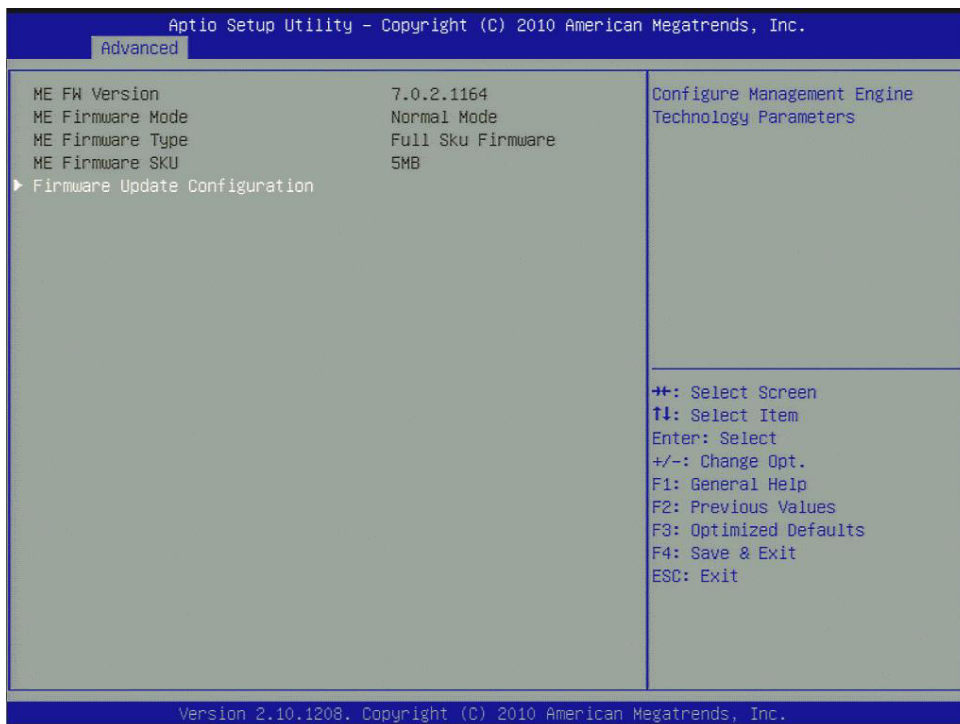 Aptio Setup Utility – Copyright (C) 2010 American Megatrends, Inc.
Advanced
ME FW Version 7.0.2.1164
ME Firmware Mode Normal Mode
ME Firmware Type Full Sku Firmware
ME Firmware SKU 5MB
▶ Firmware Update Configuration
Configure Management Engine
Technology Parameters
→←: Select Screen
↑↓: Select Item
Enter: Select
+/-: Change Opt.
F1: General Help
F2: Previous Values
F3: Optimized Defaults
F4: Save & Exit
ESC: Exit
Version 2.10.1208. Copyright (C) 2010 American Megatrends, Inc.